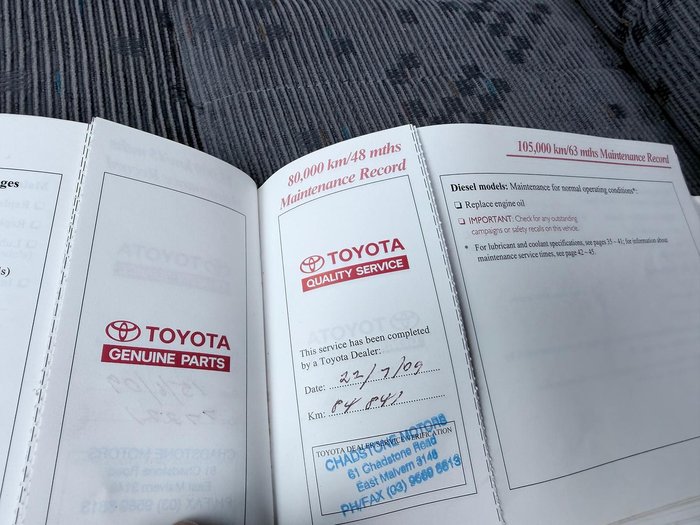 ges
s)
TOYOTA
GENUINE PARTS
80,000 km/48 mths
Maintenance Record
TOYOTA
QUALITY SERVICE
This service has been completed
by a Toyota Dealer:
Date: 22/7/09
Km: 84 841
TOYOTA DEALER SERVICE VERIFICATION
CHADSTONE MOTORS
61 Chadstone Road
East Malvern 3148
PH/FAX (03) 9569 8613
105,000 km/63 mths Maintenance Record
Diesel models: Maintenance for normal operating conditions*:
❑ Replace engine oil
❑ IMPORTANT: Check for any outstanding
campaigns or safety recalls on this vehicle.
* For lubricant and coolant specifications, see pages 35 – 41; for information about
maintenance service times, see page 42 – 45.